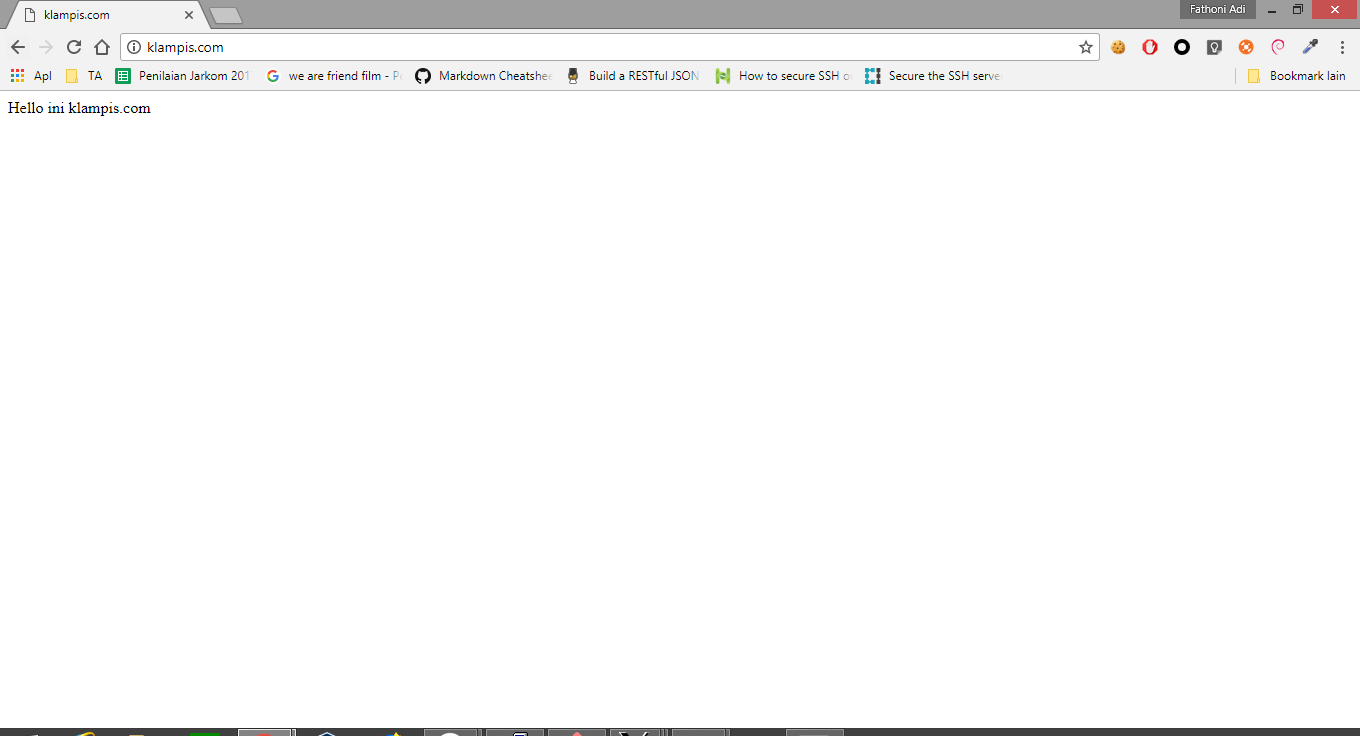 klampis.com
Fathoni Adi
klampis.com
Apl TA Penilaian Jarkom 201 we are friend film - Markdown Cheatshee Build a RESTful JSON How to secure SSH Secure the SSH serve Bookmark lain
Hello ini klampis.com